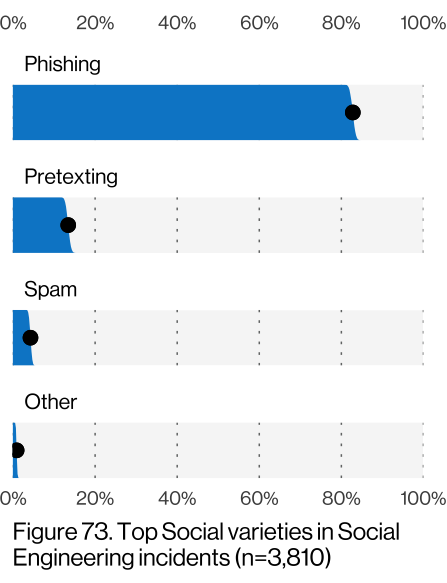 0% 20% 40% 60% 80% 100%
Phishing
Pretexting
Spam
Other
0% 20% 40% 60% 80% 100%
Figure 73. Top Social varieties in Social
Engineering incidents (n=3,810)